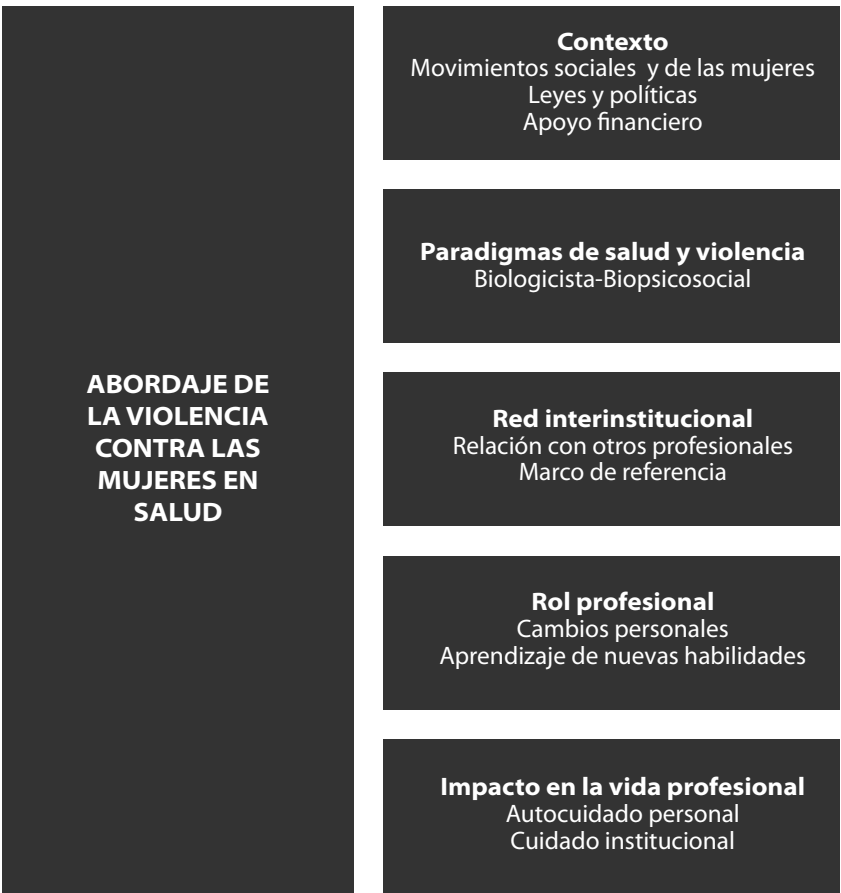 ABORDAJE DE
LA VIOLENCIA
CONTRA LAS
MUJERES EN
SALUD
Contexto
Movimientos sociales y de las mujeres
Leyes y políticas
Apoyo financiero
Paradigmas de salud y violencia
Biologicista-Biopsicosocial
Red interinstitucional
Relación con otros profesionales
Marco de referencia
Rol profesional
Cambios personales
Aprendizaje de nuevas habilidades
Impacto en la vida profesional
Autocuidado personal
Cuidado institucional